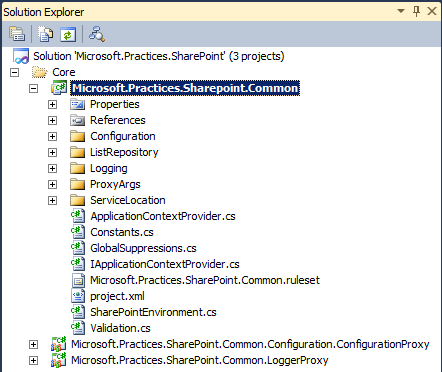 Solution Explorer
Solution 'Microsoft.Practices.SharePoint' (3 projects)
Core
Microsoft.Practices.Sharepoint.Common
Properties
References
Configuration
ListRepository
Logging
ProxyArgs
ServiceLocation
ApplicationContextProvider.cs
Constants.cs
GlobalSuppressions.cs
IApplicationContextProvider.cs
Microsoft.Practices.SharePoint.Common.ruleset
project.xml
SharePointEnvironment.cs
Validation.cs
Microsoft.Practices.SharePoint.Common.Configuration.ConfigurationProxy
Microsoft.Practices.SharePoint.Common.LoggerProxy